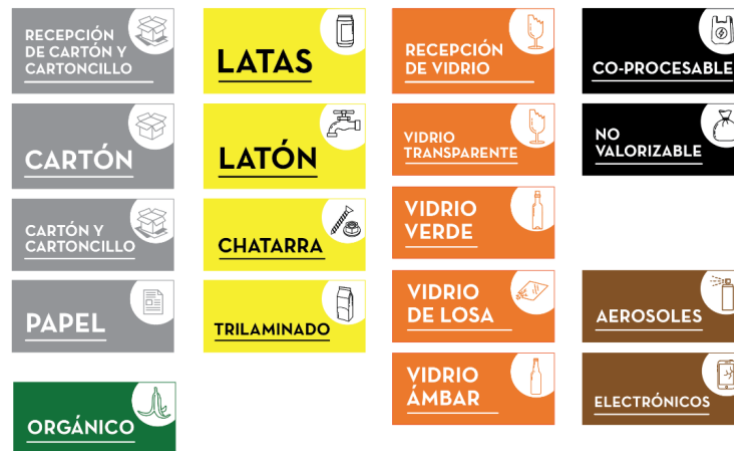 RECEPCIÓN
DE CARTÓN Y
CARTONCILLO
CARTÓN
CARTÓN Y
CARTONCILLO
PAPEL
ORGÁNICO
LATAS
LATÓN
CHATARRA
TRILAMINADO
RECEPCIÓN
DE VIDRIO
VIDRIO
TRANSPARENTE
VIDRIO
VERDE
VIDRIO
DE LOSA
VIDRIO
ÁMBAR
CO-PROCESABLE
NO
VALORIZABLE
AEROSOLES
ELECTRÓNICOS